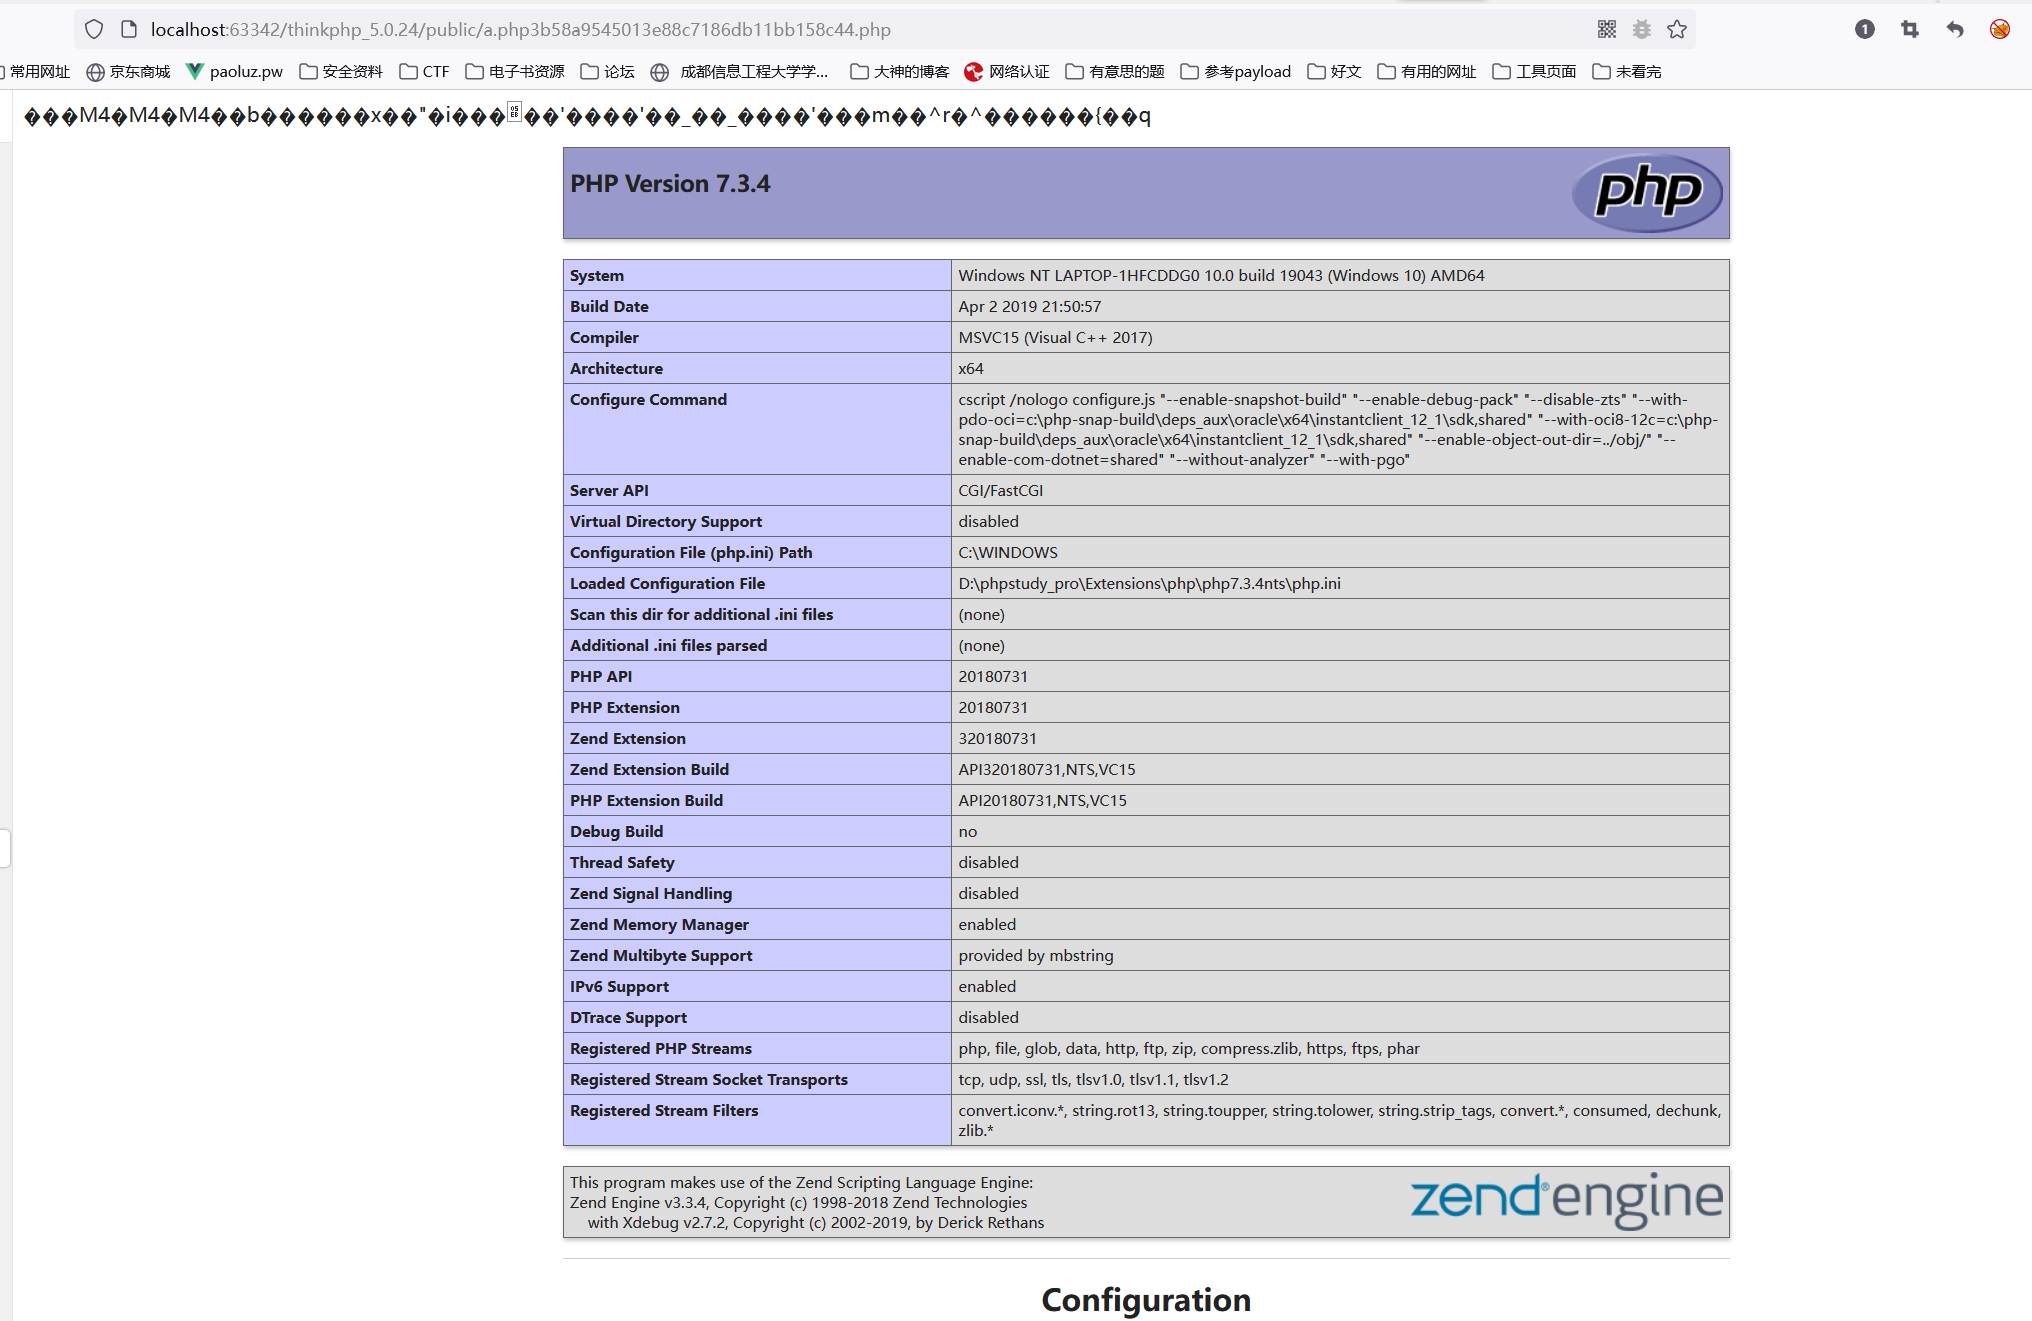 localhost:63342/thinkphp_5.0.24/public/a.php3b58a9545013e88c7186db11bb158c44.php
常用网址 京东商城 paoluz.pw 安全资料 CTF 电子书资源 论坛 成都信息工程大学学... 大神的博客 网络认证 有意思的题 参考payload 好文 有用的网址 工具页面 未看完
���M4�M4�M4��b������x��"�i�����'����'��_��_����'���m��^r�^������{��q
PHP Version 7.3.4
php
System Windows NT LAPTOP-1HFCDDG0 10.0 build 19043 (Windows 10) AMD64
Build Date Apr 2 2019 21:50:57
Compiler MSVC15 (Visual C++ 2017)
Architecture x64
Configure Command cscript /nologo configure.js "--enable-snapshot-build" "--enable-debug-pack" "--disable-zts" "--with-
pdo-oci=c:\php-snap-build\deps_aux\oracle\x64\instantclient_12_1\sdk,shared" "--with-oci8-12c=c:\php-
snap-build\deps_aux\oracle\x64\instantclient_12_1\sdk,shared" "--enable-object-out-dir=../obj/" "--
enable-com-dotnet=shared" "--without-analyzer" "--with-pgo"
Server API CGI/FastCGI
Virtual Directory Support disabled
Configuration File (php.ini) Path C:\WINDOWS
Loaded Configuration File D:\phpstudy_pro\Extensions\php\php7.3.4nts\php.ini
Scan this dir for additional .ini files (none)
Additional .ini files parsed (none)
PHP API 20180731
PHP Extension 20180731
Zend Extension 320180731
Zend Extension Build API320180731,NTS,VC15
PHP Extension Build API20180731,NTS,VC15
Debug Build no
Thread Safety disabled
Zend Signal Handling disabled
Zend Memory Manager enabled
Zend Multibyte Support provided by mbstring
IPv6 Support enabled
DTrace Support disabled
Registered PHP Streams php, file, glob, data, http, ftp, zip, compress.zlib, https, ftps, phar
Registered Stream Socket Transports tcp, udp, ssl, tls, tlsv1.0, tlsv1.1, tlsv1.2
Registered Stream Filters convert.iconv.*, string.rot13, string.toupper, string.tolower, string.strip_tags, convert.*, consumed, dechunk,
zlib.*
This program makes use of the Zend Scripting Language Engine:
Zend Engine v3.3.4, Copyright (c) 1998-2018 Zend Technologies
with Xdebug v2.7.2, Copyright (c) 2002-2019, by Derick Rethans
zend engine
Configuration